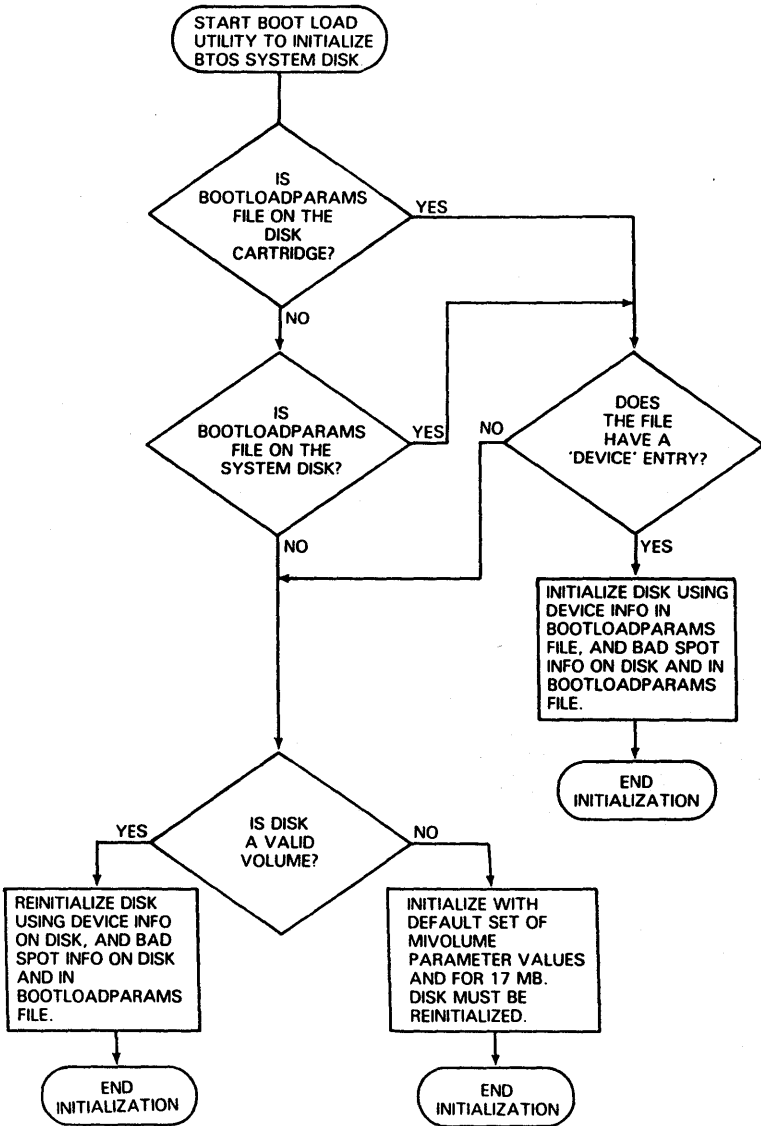 START BOOT LOAD
UTILITY TO INITIALIZE
BTOS SYSTEM DISK
IS
BOOTLOADPARAMS
FILE ON THE
DISK
CARTRIDGE?
YES
NO
IS
BOOTLOADPARAMS
FILE ON THE
SYSTEM DISK?
YES
NO
DOES
THE FILE
HAVE A
'DEVICE' ENTRY?
NO
YES
INITIALIZE DISK USING
DEVICE INFO IN
BOOTLOADPARAMS
FILE, AND BAD SPOT
INFO ON DISK AND IN
BOOTLOADPARAMS
FILE.
END
INITIALIZATION
IS DISK
A VALID
VOLUME?
YES
NO
REINITIALIZE DISK
USING DEVICE INFO
ON DISK, AND BAD
SPOT INFO ON DISK
AND IN
BOOTLOADPARAMS
FILE.
INITIALIZE WITH
DEFAULT SET OF
MIVOLUME
PARAMETER VALUES
AND FOR 17 MB.
DISK MUST BE
REINITIALIZED.
END
INITIALIZATION
END
INITIALIZATION